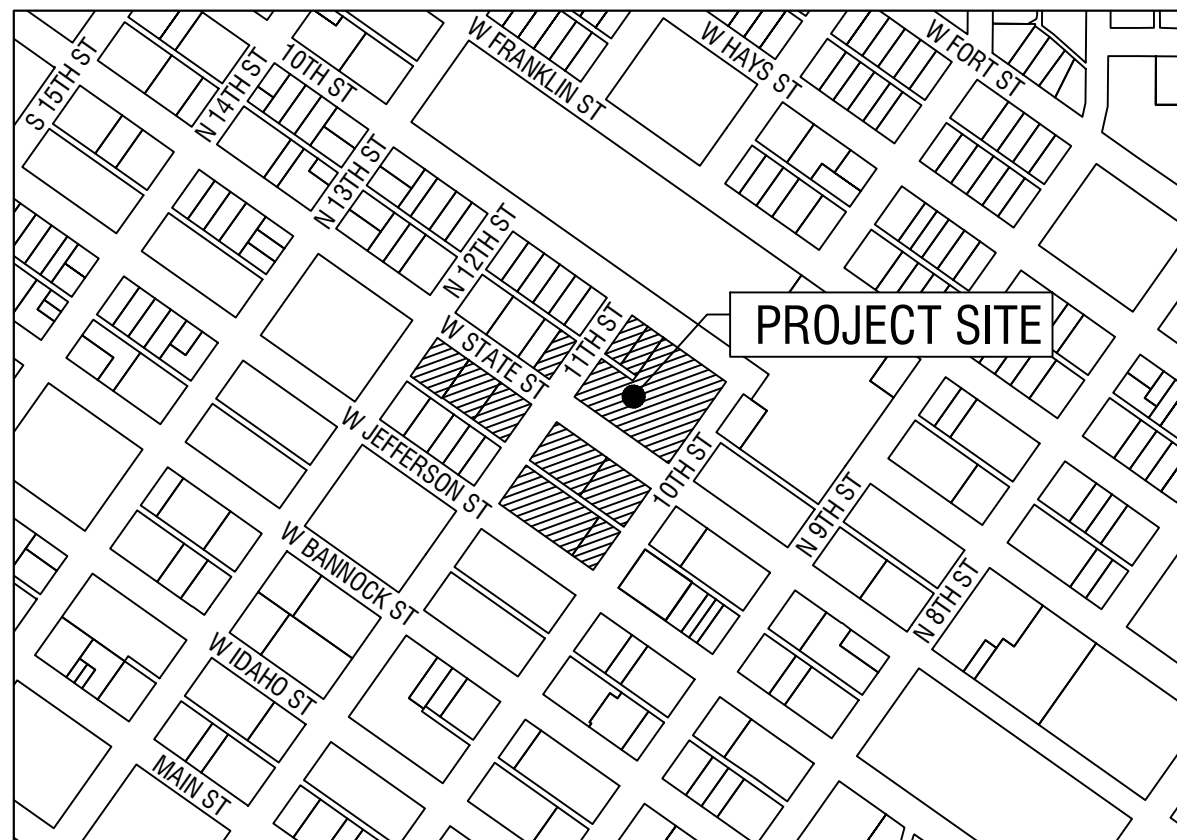 S 15TH ST
N 14TH ST
10TH ST
W FRANKLIN ST
W HAYS ST
W FORT ST
N 13TH ST
N 12TH ST
11TH ST
PROJECT SITE
W STATE ST
W JEFFERSON ST
10TH ST
N 9TH ST
N 8TH ST
W BANNOCK ST
W IDAHO ST
MAIN ST